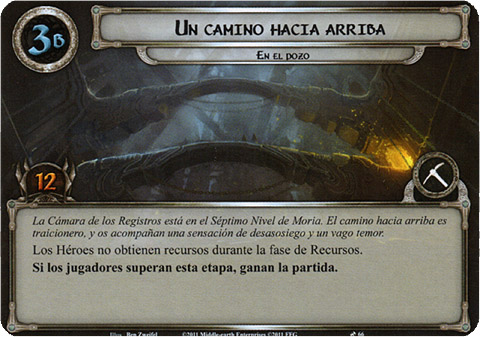 3B
UN CAMINO HACIA ARRIBA
EN EL POZO
12
La Cámara de los Registros está en el Séptimo Nivel de Moria. El camino hacia arriba es
traicionero, y os acompañan una sensación de desasosiego y un vago temor.
Los Héroes no obtienen recursos durante la fase de Recursos.
Si los jugadores superan esta etapa, ganan la partida.
Illus. Ben Zweifel ©2011 Middle-earth Enterprises ©2011 FFG 66